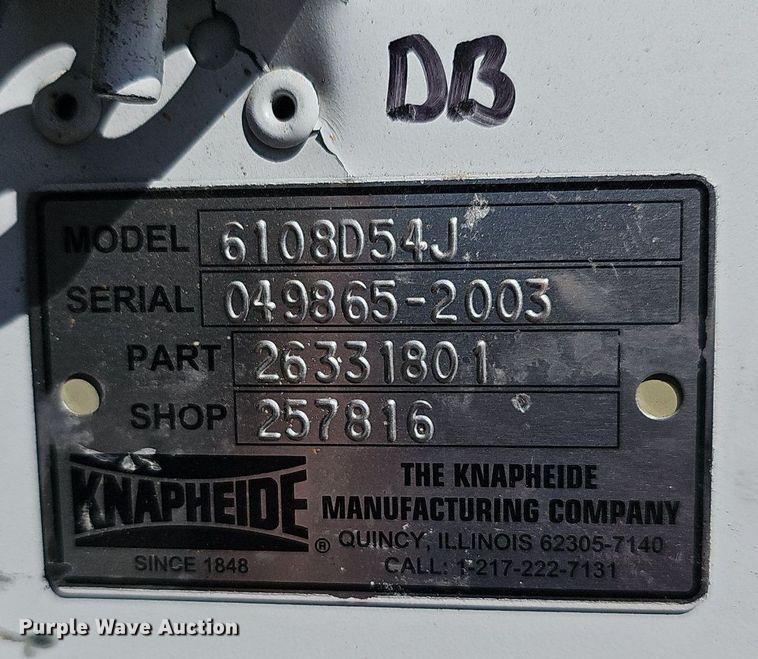 DB
MODEL 6108D54J
SERIAL 049865-2003
PART 26331801
SHOP 257816
KNAPHEIDE ®
SINCE 1848
THE KNAPHEIDE
MANUFACTURING COMPANY
QUINCY, ILLINOIS 62305-7140
CALL: 1-217-222-7131
Purple Wave Auction